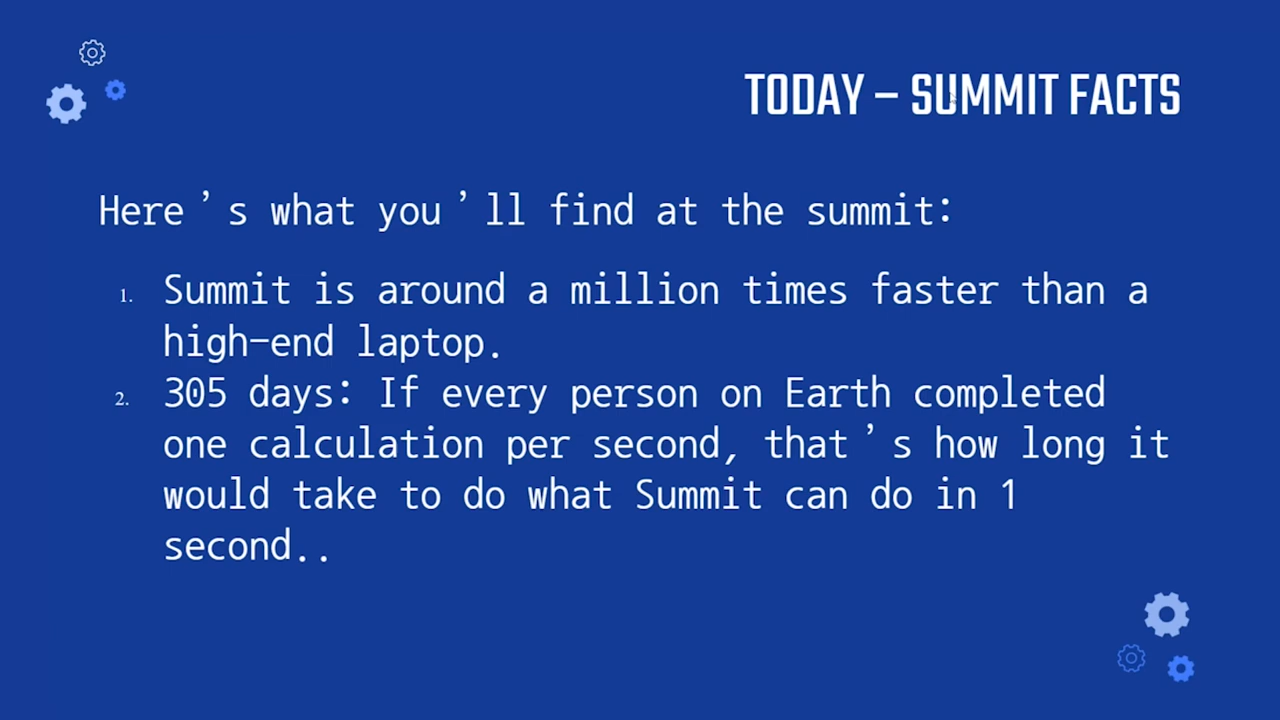 TODAY – SUMMIT FACTS
Here’s what you’ll find at the summit:
1. Summit is around a million times faster than a
high-end laptop.
2. 305 days: If every person on Earth completed
one calculation per second, that’s how long it
would take to do what Summit can do in 1
second..